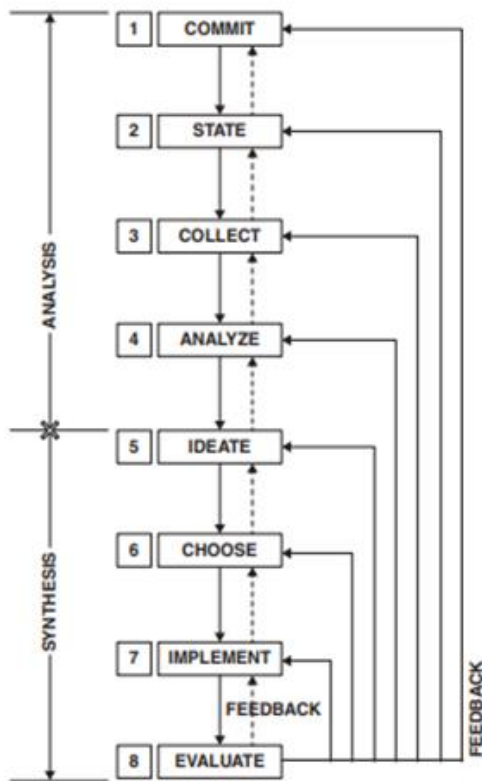 1 COMMIT
2 STATE
3 COLLECT
ANALYSIS
4 ANALYZE
5 IDEATE
6 CHOOSE
SYNTHESIS
7 IMPLEMENT
FEEDBACK
FEEDBACK
8 EVALUATE